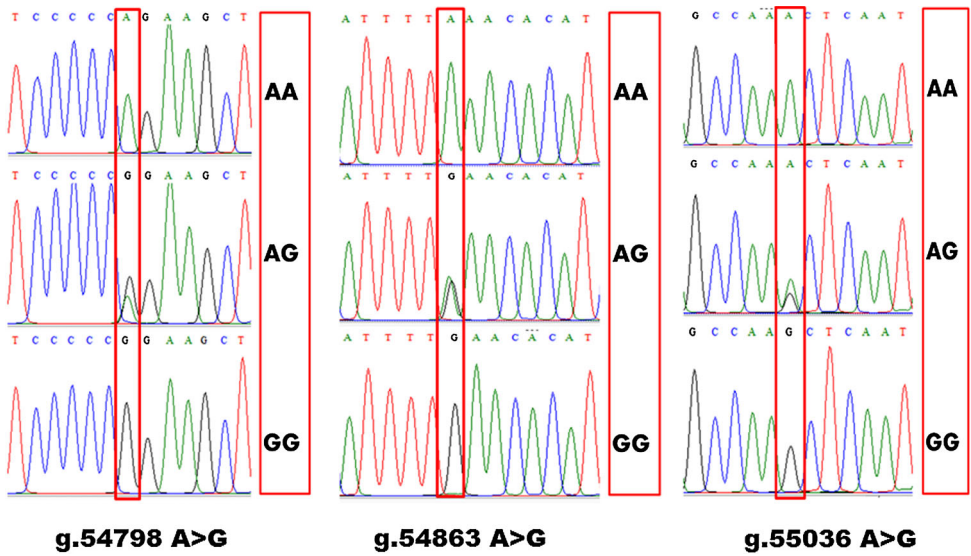 T C C C C C A G A A G C T
AA
T C C C C C G G A A G C T
AG
T C C C C C G G A A G C T
GG
g.54798 A>G
A T T T T A A A C A C A T
AA
A T T T T G A A C A C A T
AG
A T T T T G A A C A C A T
GG
g.54863 A>G
G C C A A A C T C A A T
AA
G C C A A A C T C A A T
AG
G C C A A G C T C A A T
GG
g.55036 A>G